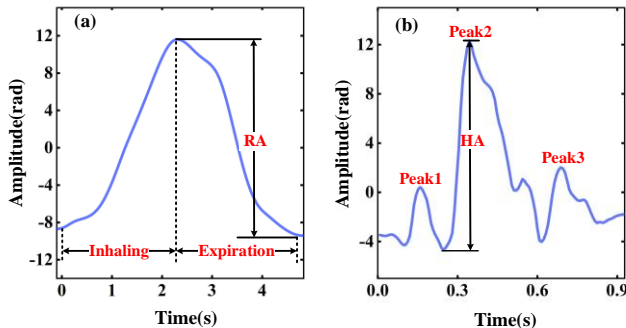 (a)
12
8
4
0
-4
-8
-12
Amplitude(rad)
RA
Inhaling
Expiration
0
1
2
3
4
Time(s)
(b)
12
8
4
0
-4
Amplitude(rad)
Peak2
HA
Peak1
Peak3
0.0
0.3
0.6
0.9
Time(s)